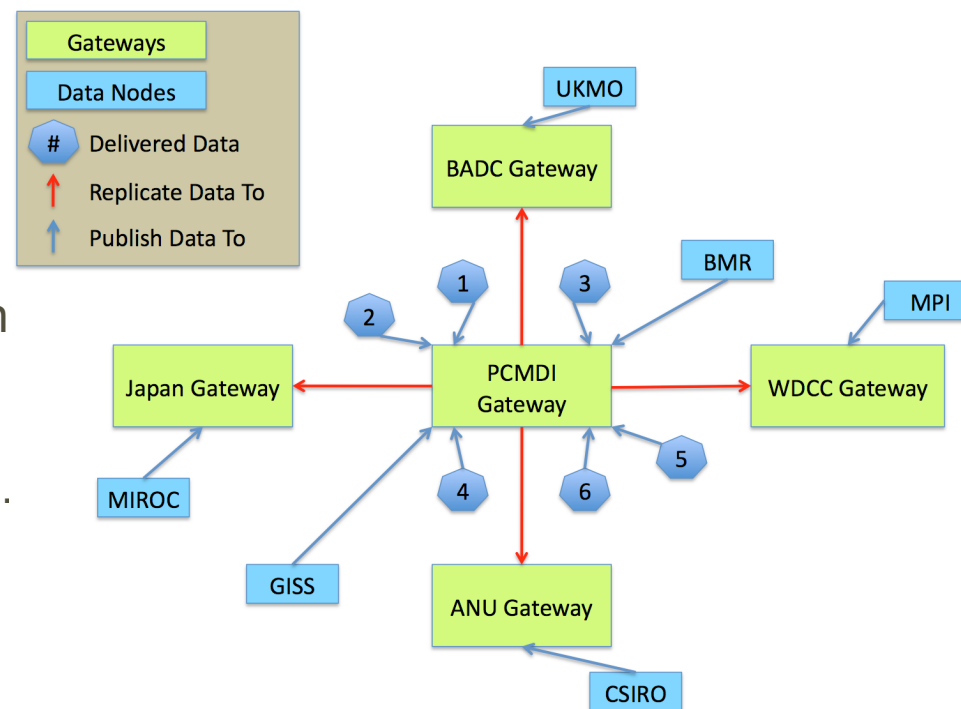 Gateways
Data Nodes
# Delivered Data
Replicate Data To
Publish Data To
UKMO
BADC Gateway
BMR
1
3
2
MPI
n
Japan Gateway
PCMDI
Gateway
WDCC Gateway
5
4
6
MIROC
.
GISS
ANU Gateway
CSIRO